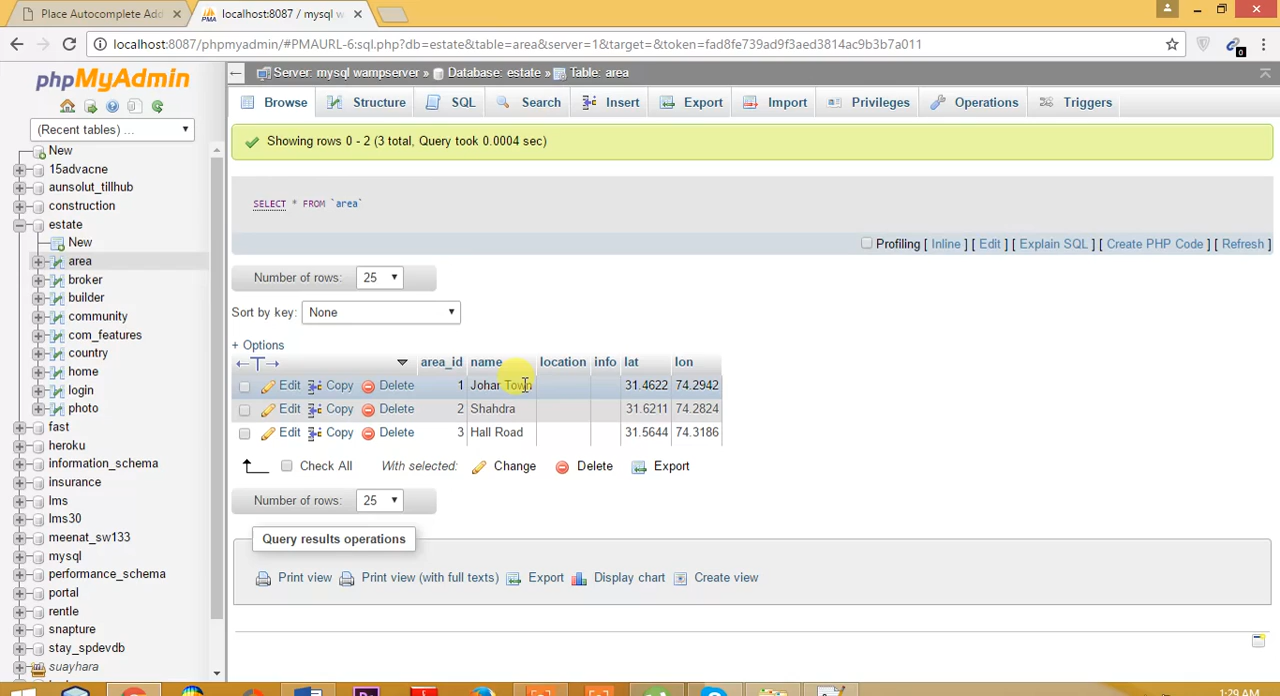 Place Autocomplete Add
localhost:8087 / mysql w
localhost:8087/phpmyadmin/#PMAURL-6:sql.php?db=estate&table=area&server=1&target=&token=fad8fe739ad9f3aed3814ac9b3b7a011
0
phpMyAdmin
(Recent tables) ...
New
15advacne
aunsolut_tillhub
construction
estate
New
area
broker
builder
community
com_features
country
home
login
photo
fast
heroku
information_schema
insurance
lms
lms30
meenat_sw133
mysql
performance_schema
portal
rentle
snapture
stay_spdevdb
suayhara
Server: mysql wampserver » Database: estate » Table: area
Browse Structure SQL Search Insert Export Import Privileges Operations Triggers
Showing rows 0 - 2 (3 total, Query took 0.0004 sec)
SELECT * FROM `area`
Profiling [ Inline ] [ Edit ] [ Explain SQL ] [ Create PHP Code ] [ Refresh ]
Number of rows: 25
Sort by key: None
+ Options
area_id name location info lat lon
Edit Copy Delete 1 Johar Town 31.4622 74.2942
Edit Copy Delete 2 Shahdra 31.6211 74.2824
Edit Copy Delete 3 Hall Road 31.5644 74.3186
Check All With selected: Change Delete Export
Number of rows: 25
Query results operations
Print view Print view (with full texts) Export Display chart Create view
1:29 AM